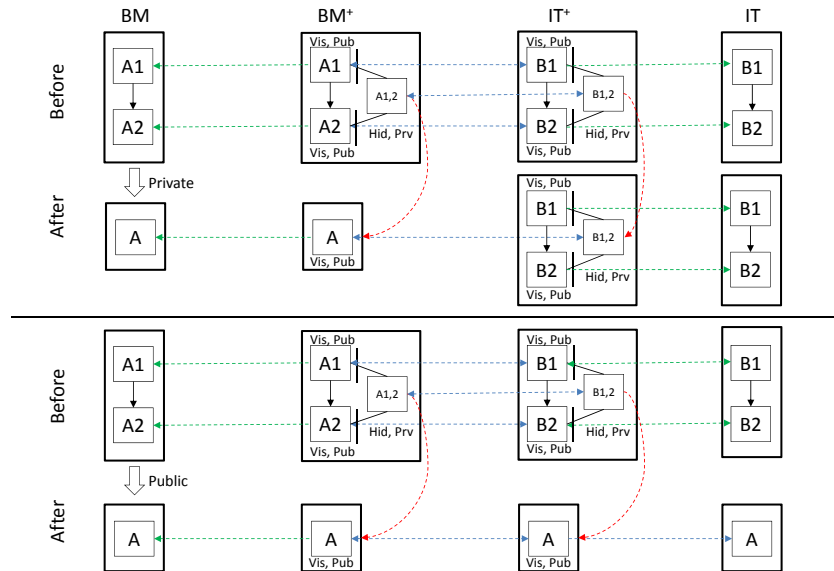 BM BM⁺ IT⁺ IT
Before
Vis, Pub Vis, Pub
A1 A1 B1 B1
A1,2 B1,2
A2 A2 B2 B2
Hid, Prv Hid, Prv
Vis, Pub Vis, Pub
Private
After
Vis, Pub
B1 B1
A A B1,2
Vis, Pub
B2 B2
Hid, Prv
Vis, Pub
Before
Vis, Pub Vis, Pub
A1 A1 B1 B1
A1,2 B1,2
A2 A2 B2 B2
Hid, Prv Hid, Prv
Vis, Pub Vis, Pub
Public
After
A A A A
Vis, Pub Vis, Pub